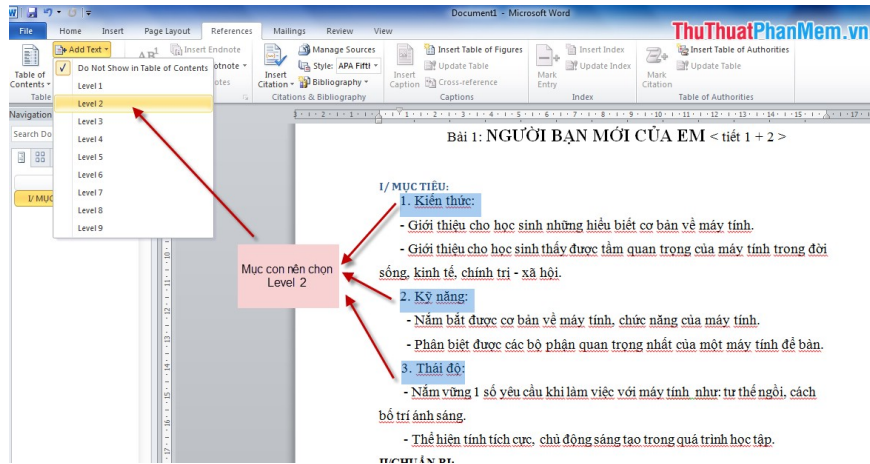 Document1 - Microsoft Word
ThuThuatPhanMem.vn
File Home Insert Page Layout References Mailings Review View
Add Text
Do Not Show in Table of Contents
Level 1
Level 2
Level 3
Level 4
Level 5
Level 6
Level 7
Level 8
Level 9
Table of
Contents
Table
AB1
Insert Endnote
otnote
otes
Insert
Citation
Manage Sources
Style: APA Fift
Bibliography
Citations & Bibliography
Insert
Caption
Insert Table of Figures
Update Table
Cross-reference
Captions
Mark
Entry
Insert Index
Update Index
Index
Mark
Citation
Insert Table of Authorities
Update Table
Table of Authorities
Navigation
Search Do
I/ MỤC
Bài 1: NGƯỜI BẠN MỚI CỦA EM < tiết 1 + 2 >
I/ MỤC TIÊU:
1. Kiến thức:
- Giới thiệu cho học sinh những hiểu biết cơ bản về máy tính.
- Giới thiệu cho học sinh thấy được tầm quan trọng của máy tính trong đời
sống, kinh tế, chính trị - xã hội.
Mục con nên chọn
Level 2
2. Kỹ năng:
- Nắm bắt được cơ bản về máy tính, chức năng của máy tính.
- Phân biệt được các bộ phận quan trọng nhất của một máy tính để bàn.
3. Thái độ:
- Nắm vững 1 số yêu cầu khi làm việc với máy tính như: tư thế ngồi, cách
bố trí ánh sáng.
- Thể hiện tính tích cực, chủ động sáng tạo trong quá trình học tập.
II/CHUẨN BỊ: